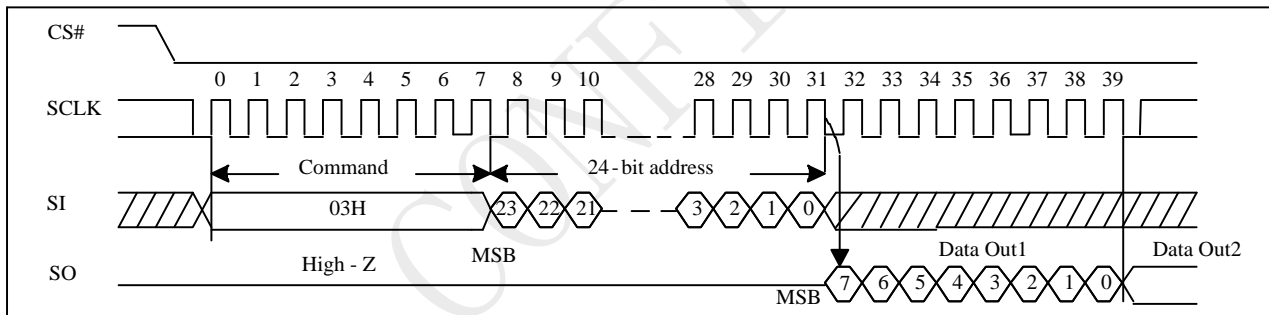 CS#
0 1 2 3 4 5 6 7 8 9 10 28 29 30 31 32 33 34 35 36 37 38 39
SCLK
Command 24-bit address
SI 03H 23 22 21 3 2 1 0
High - Z MSB Data Out1 Data Out2
SO MSB 7 6 5 4 3 2 1 0